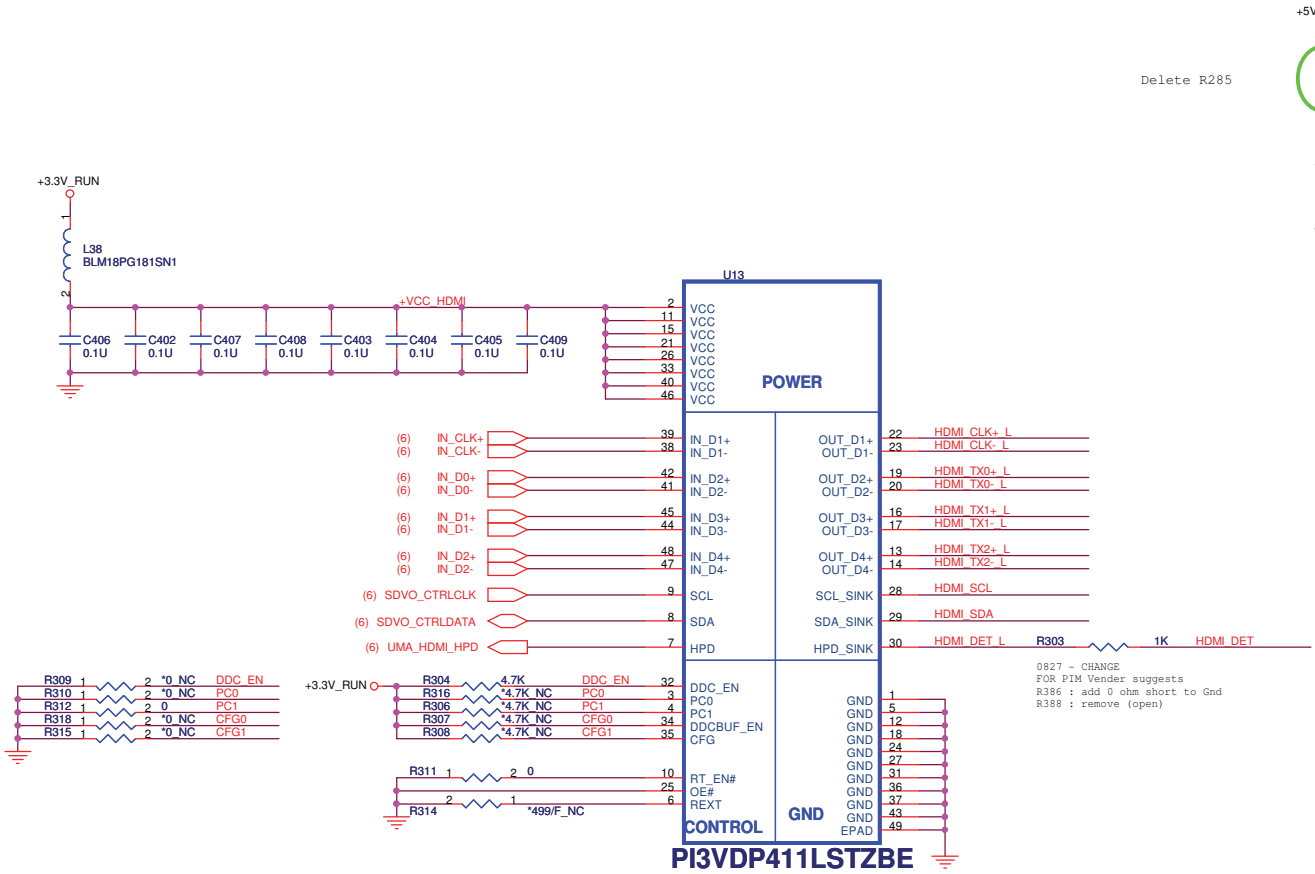 +5V
Delete R285
+3.3V_RUN
1
L38
BLM18PG181SN1
2
+VCC_HDMI
C406 0.1U
C402 0.1U
C407 0.1U
C408 0.1U
C403 0.1U
C404 0.1U
C405 0.1U
C409 0.1U
U13
2 VCC
11 VCC
15 VCC
21 VCC
26 VCC
33 VCC
40 VCC
46 VCC
POWER
(6) IN_CLK+ 39 IN_D1+ OUT_D1+ 22 HDMI_CLK+_L
(6) IN_CLK- 38 IN_D1- OUT_D1- 23 HDMI_CLK-_L
(6) IN_D0+ 42 IN_D2+ OUT_D2+ 19 HDMI_TX0+_L
(6) IN_D0- 41 IN_D2- OUT_D2- 20 HDMI_TX0-_L
(6) IN_D1+ 45 IN_D3+ OUT_D3+ 16 HDMI_TX1+_L
(6) IN_D1- 44 IN_D3- OUT_D3- 17 HDMI_TX1-_L
(6) IN_D2+ 48 IN_D4+ OUT_D4+ 13 HDMI_TX2+_L
(6) IN_D2- 47 IN_D4- OUT_D4- 14 HDMI_TX2-_L
(6) SDVO_CTRLCLK 9 SCL SCL_SINK 28 HDMI_SCL
(6) SDVO_CTRLDATA 8 SDA SDA_SINK 29 HDMI_SDA
(6) UMA_HDMI_HPD 7 HPD HPD_SINK 30 HDMI_DET_L R303 1K HDMI_DET
0827 - CHANGE
FOR PIM Vender suggests
R386 : add 0 ohm short to Gnd
R388 : remove (open)
R309 1 2 *0_NC DDC_EN
R310 1 2 *0_NC PC0
R312 1 2 0 PC1
R318 1 2 *0_NC CFG0
R315 1 2 *0_NC CFG1
+3.3V_RUN
R304 4.7K DDC_EN 32 DDC_EN
R316 *4.7K_NC PC0 3 PC0
R306 *4.7K_NC PC1 4 PC1
R307 *4.7K_NC CFG0 34 DDCBUF_EN
R308 *4.7K_NC CFG1 35 CFG
R311 1 2 0 10 RT_EN#
25 OE#
R314 2 1 *499/F_NC 6 REXT
GND 1
GND 5
GND 12
GND 18
GND 24
GND 27
GND 31
GND 36
GND 37
GND 43
EPAD 49
CONTROL
GND
PI3VDP411LSTZBE